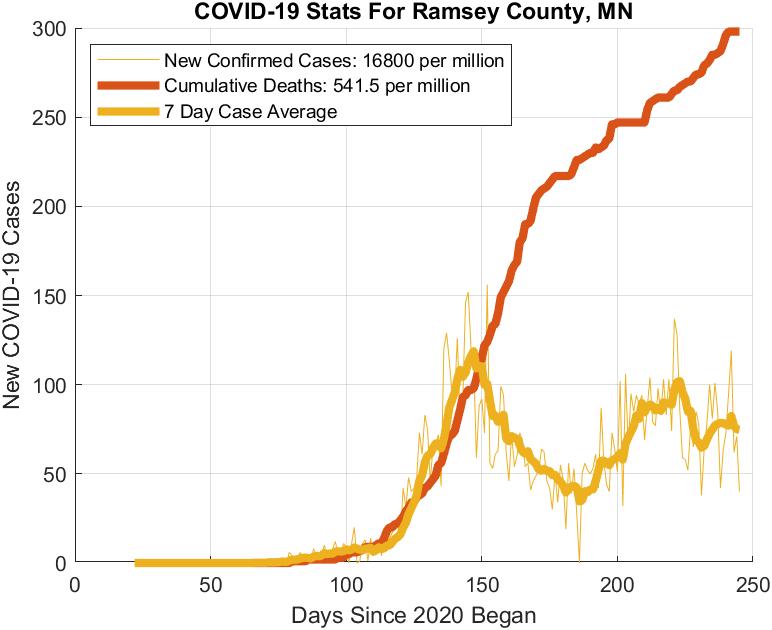 COVID-19 Stats For Ramsey County, MN
New Confirmed Cases: 16800 per million
Cumulative Deaths: 541.5 per million
7 Day Case Average
New COVID-19 Cases
300
250
200
150
100
50
0
0 50 100 150 200 250
Days Since 2020 Began